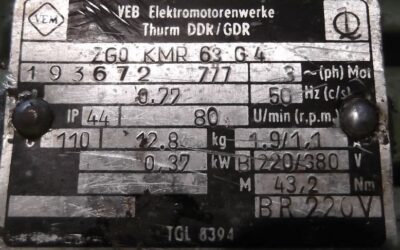 VEM VEB Elektromotorenwerke
Thurm DDR/GDR
ZG0 KMR 63 G 4
193672 777 3 ~(ph) Mot
0.77 50 Hz (c/s)
IP 44 80 U/min (r.p.m.)
110 12.8 kg 1.9/1,1
0,37 kW B 220/380 V
M 43,2 Nm
BR 220V
TGL 8394